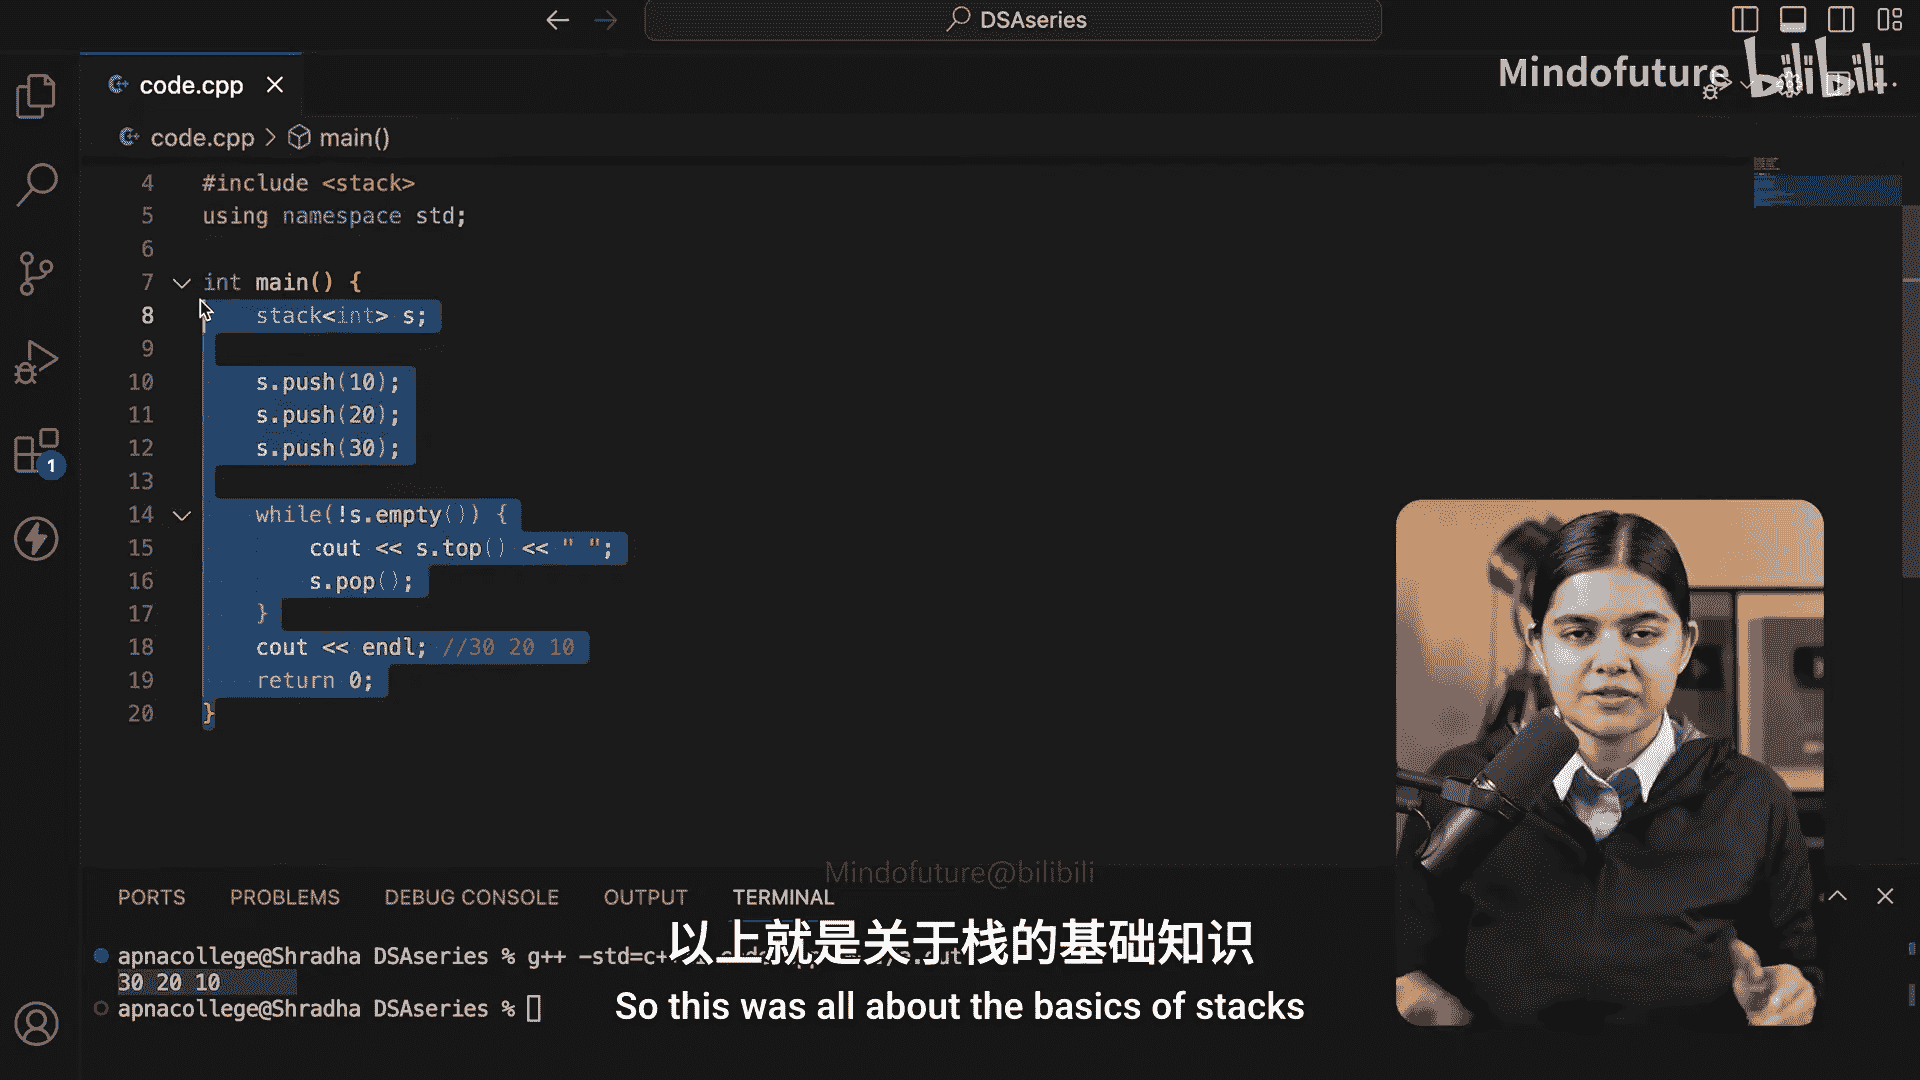 DSAseries
code.cpp
Mindofuture bilibili
code.cpp > main()
4 #include <stack>
5 using namespace std;
6
7 int main() {
8 stack<int> s;
9
10 s.push(10);
11 s.push(20);
12 s.push(30);
13
14 while(!s.empty()) {
15 cout << s.top() << " ";
16 s.pop();
17 }
18 cout << endl; //30 20 10
19 return 0;
20 }
1
Mindofuture@bilibili
PORTS PROBLEMS DEBUG CONSOLE OUTPUT TERMINAL
以上就是关于栈的基础知识
apnacollege@Shradha DSAseries % g++ -std=c+
30 20 10
apnacollege@Shradha DSAseries %
So this was all about the basics of stacks